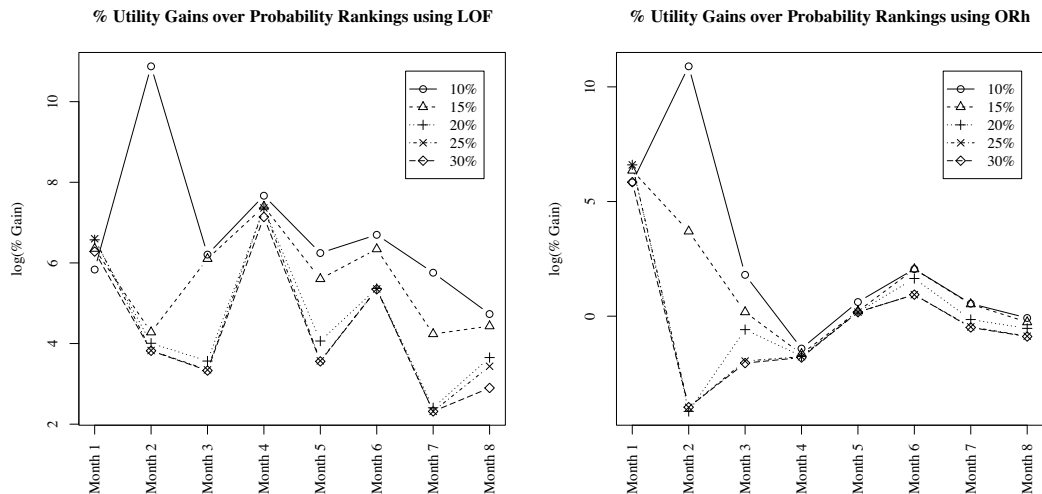 % Utility Gains over Probability Rankings using LOF
log(% Gain)
10
8
6
4
2
10%
15%
20%
25%
30%
Month 1
Month 2
Month 3
Month 4
Month 5
Month 6
Month 7
Month 8
% Utility Gains over Probability Rankings using ORh
log(% Gain)
10
5
0
10%
15%
20%
25%
30%
Month 1
Month 2
Month 3
Month 4
Month 5
Month 6
Month 7
Month 8